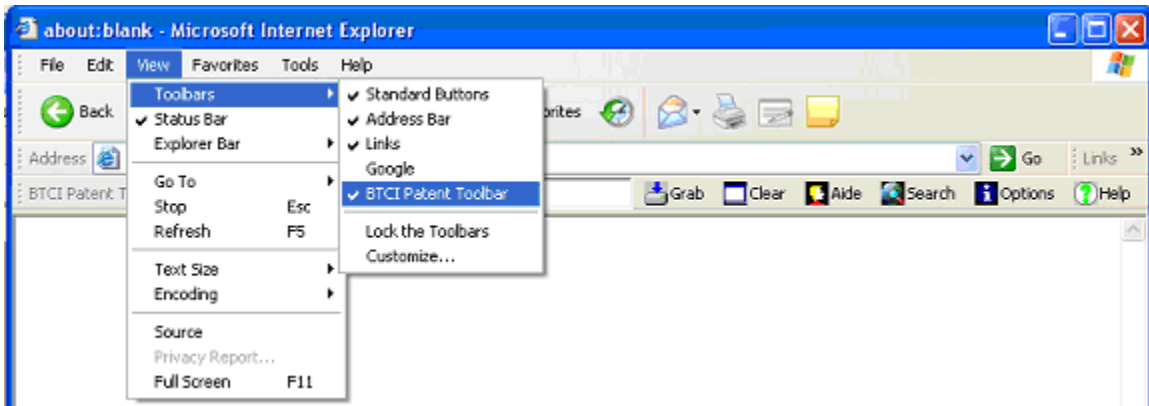 about:blank - Microsoft Internet Explorer
File Edit View Favorites Tools Help
Back
Toolbars
Status Bar
Explorer Bar
Go To
Stop Esc
Refresh F5
Text Size
Encoding
Source
Privacy Report...
Full Screen F11
Standard Buttons
Address Bar
Links
Google
BTCI Patent Toolbar
Lock the Toolbars
Customize...
Address
Go Links »
BTCI Patent T
Grab Clear Aide Search Options Help